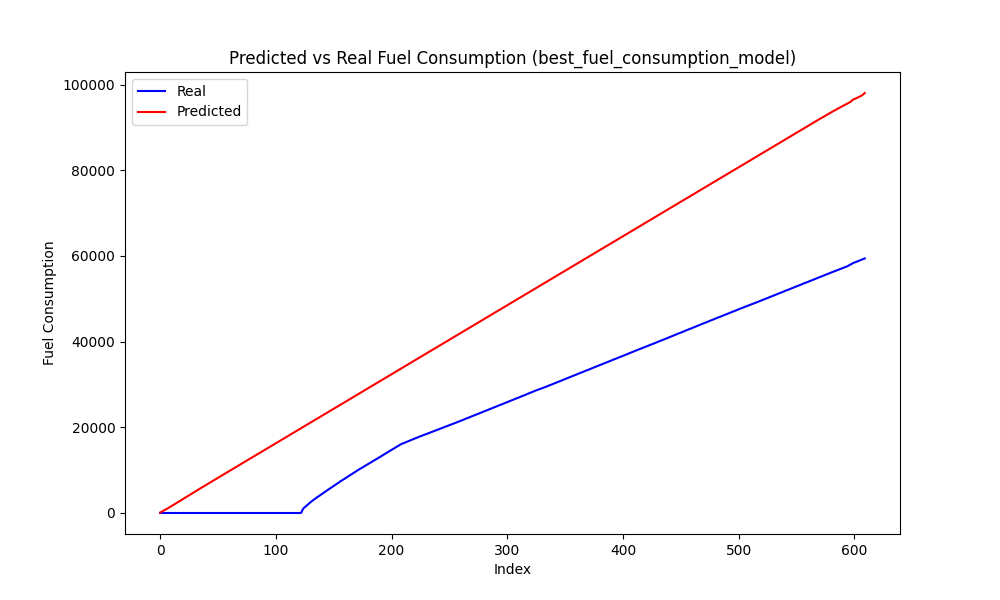 Predicted vs Real Fuel Consumption (best_fuel_consumption_model)
Real
Predicted
100000
80000
60000
40000
20000
0
Fuel Consumption
0 100 200 300 400 500 600
Index